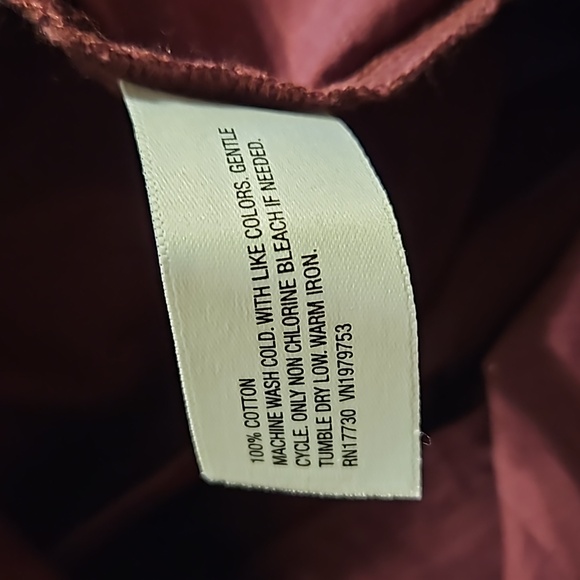 100% COTTON
MACHINE WASH COLD. WITH LIKE COLORS. GENTLE
CYCLE. ONLY NON CHLORINE BLEACH IF NEEDED.
TUMBLE DRY LOW. WARM IRON.
RN17730 VN1979753